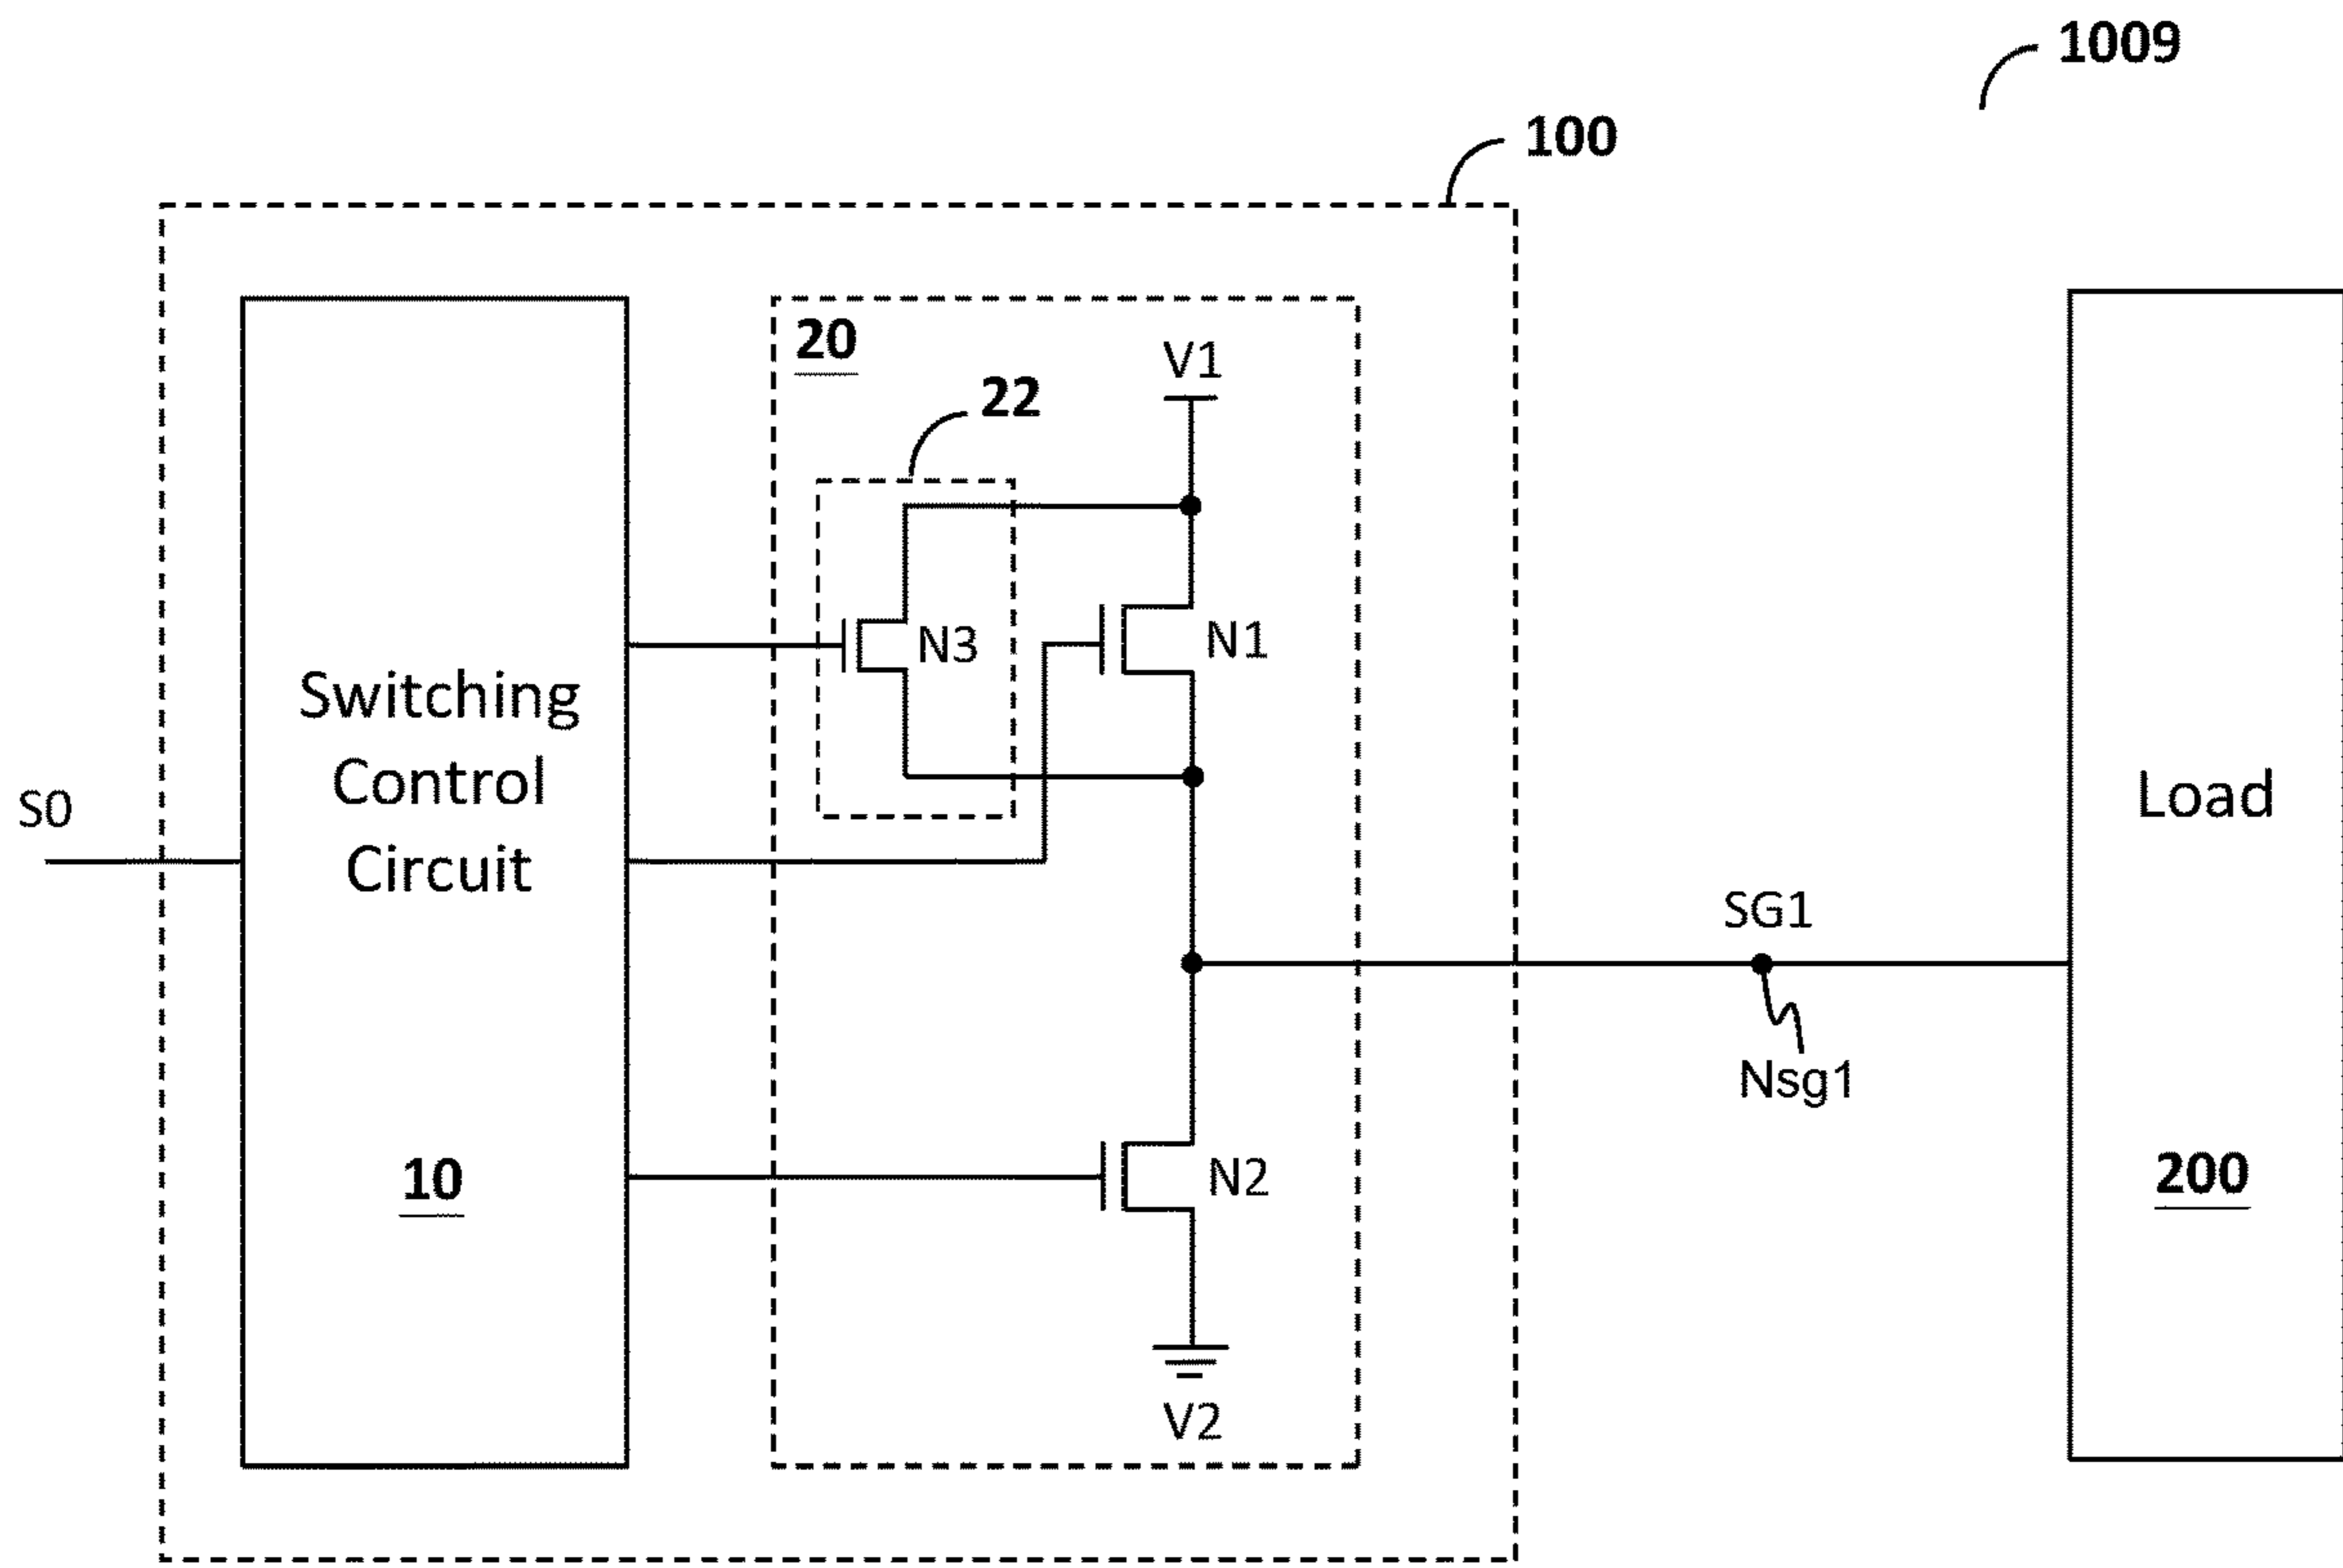 1009
100
20
V1
22
N3
N1
Switching
Control
Circuit
S0
Load
SG1
Nsg1
10
N2
200
V2